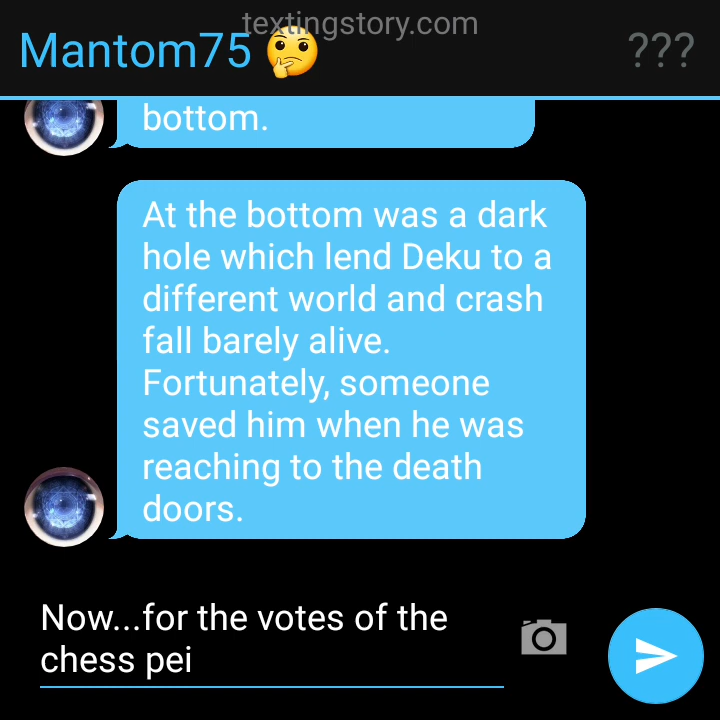 textingstory.com
Mantom75 🤔
???
bottom.
At the bottom was a dark
hole which lend Deku to a
different world and crash
fall barely alive.
Fortunately, someone
saved him when he was
reaching to the death
doors.
Now...for the votes of the
chess pei